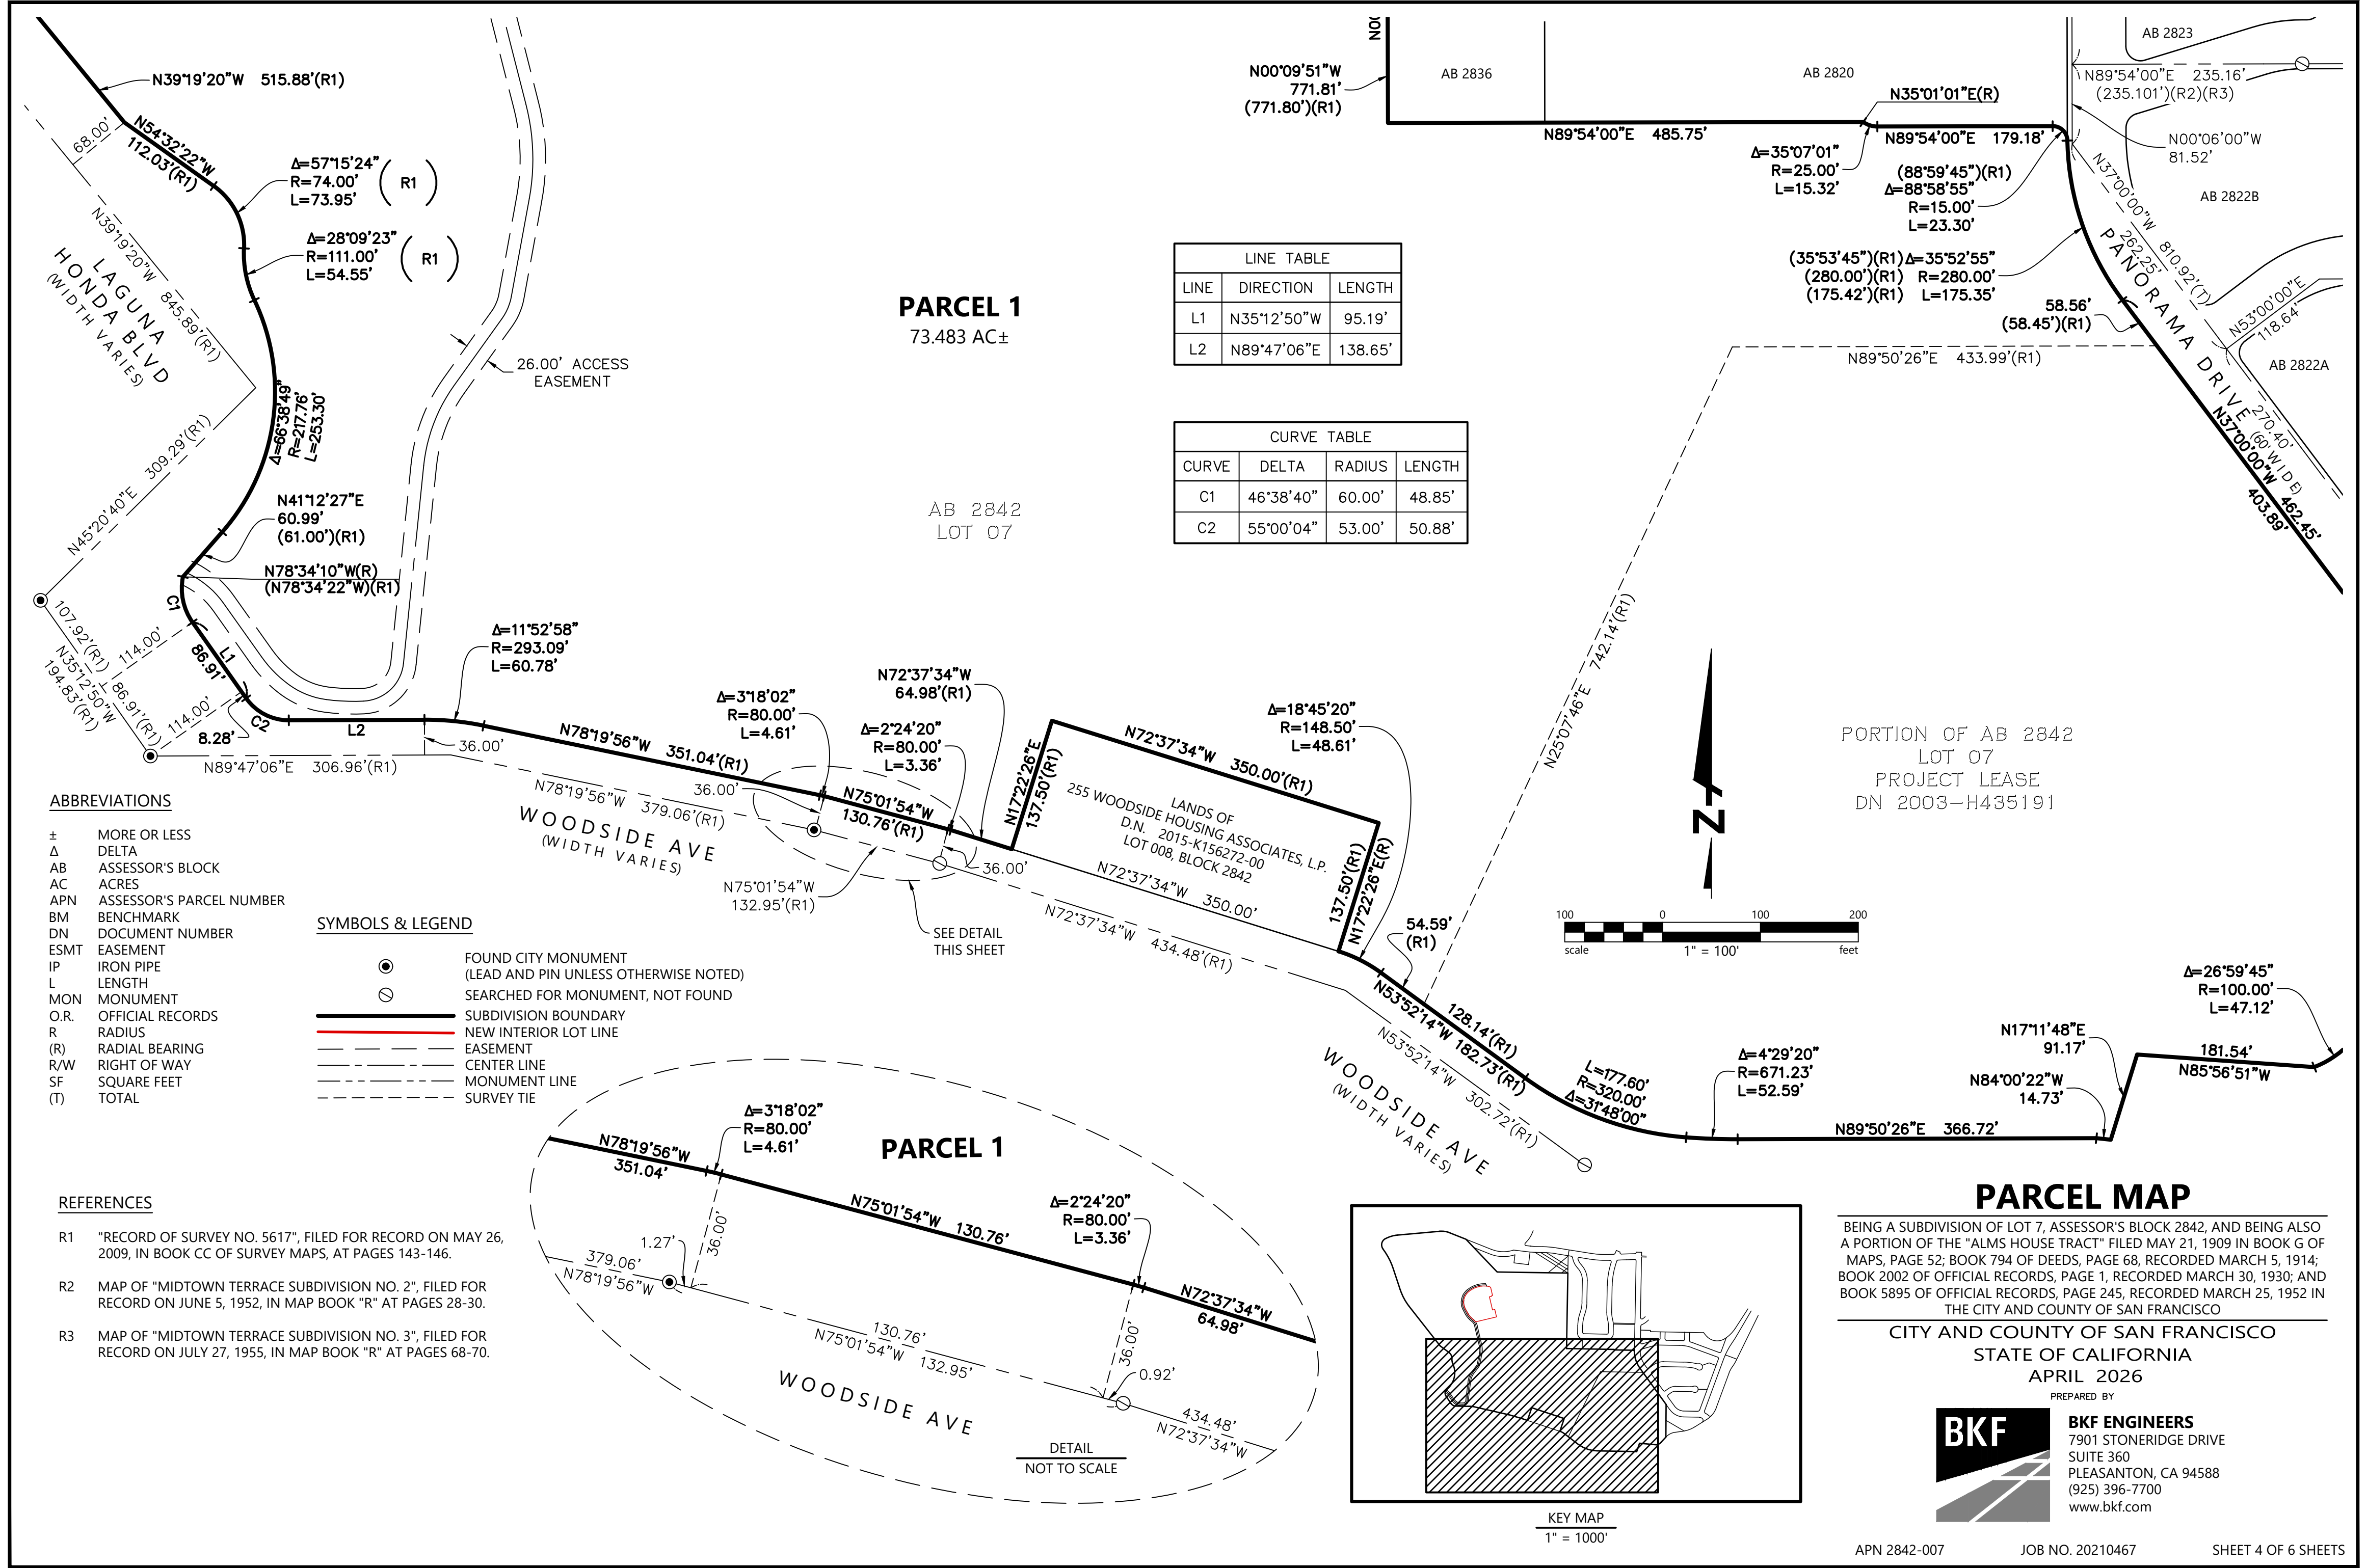 N39°19'20"W 515.88'(R1)
68.00'
N54°32'22"W
112.03'(R1)
Δ=57°15'24"
R=74.00'
L=73.95'
(R1)
Δ=28°09'23"
R=111.00'
L=54.55'
(R1)
N39°19'20"W 845.89'(R1)
LAGUNA
HONDA BLVD
(WIDTH VARIES)
Δ=66°38'49"
R=217.76'
L=253.30'
N45°20'40"E 309.29'(R1)
N41°12'27"E
60.99'
(61.00')(R1)
N78°34'10"W(R)
(N78°34'22"W)(R1)
C1
107.92'(R1)
N35°12'50"W
194.83'(R1)
86.91'(R1)
114.00'
114.00'
L1
86.91'
8.28'
C2
L2
N89°47'06"E 306.96'(R1)
36.00'
26.00' ACCESS
EASEMENT
Δ=11°52'58"
R=293.09'
L=60.78'
N78°19'56"W 351.04'(R1)
N78°19'56"W 379.06'(R1)
WOODSIDE AVE
(WIDTH VARIES)
Δ=3°18'02"
R=80.00'
L=4.61'
36.00'
Δ=2°24'20"
R=80.00'
L=3.36'
N72°37'34"W
64.98'(R1)
N75°01'54"W
130.76'(R1)
N75°01'54"W
132.95'(R1)
36.00'
SEE DETAIL
THIS SHEET
N17°22'26"E
137.50'(R1)
N72°37'34"W 350.00'(R1)
LANDS OF
255 WOODSIDE HOUSING ASSOCIATES, L.P.
D.N. 2015-K156272-00
LOT 008, BLOCK 2842
N72°37'34"W 350.00'
N72°37'34"W 434.48'(R1)
137.50'(R1)
N17°22'26"E(R)
Δ=18°45'20"
R=148.50'
L=48.61'
54.59'
(R1)
N53°52'14"W 182.73'(R1)
128.14'(R1)
N53°52'14"W 302.72'(R1)
WOODSIDE AVE
(WIDTH VARIES)
L=177.60'
R=320.00'
Δ=31°48'00"
Δ=4°29'20"
R=671.23'
L=52.59'
N89°50'26"E 366.72'
N84°00'22"W
14.73'
N17°11'48"E
91.17'
181.54'
N85°56'51"W
Δ=26°59'45"
R=100.00'
L=47.12'
N25°07'46"E 742.14'(R1)
N89°50'26"E 433.99'(R1)
PARCEL 1
73.483 AC±
AB 2842
LOT 07
LINE TABLE
LINE DIRECTION LENGTH
L1 N35°12'50"W 95.19'
L2 N89°47'06"E 138.65'
CURVE TABLE
CURVE DELTA RADIUS LENGTH
C1 46°38'40" 60.00' 48.85'
C2 55°00'04" 53.00' 50.88'
N00°09'51"W
771.81'
(771.80')(R1)
AB 2836
AB 2820
N89°54'00"E 485.75'
N35°01'01"E(R)
N89°54'00"E 179.18'
Δ=35°07'01"
R=25.00'
L=15.32'
(88°59'45")(R1)
Δ=88°58'55"
R=15.00'
L=23.30'
(35°53'45")(R1) Δ=35°52'55"
(280.00')(R1) R=280.00'
(175.42')(R1) L=175.35'
58.56'
(58.45')(R1)
AB 2823
N89°54'00"E 235.16'
(235.101')(R2)(R3)
N00°06'00"W
81.52'
AB 2822B
N37°00'00"W 810.92'(T)
262.25'
PANORAMA DRIVE
(60' WIDE)
N53°00'00"E
118.64'
AB 2822A
270.40'
N37°00'00"W 462.45'
403.89'
PORTION OF AB 2842
LOT 07
PROJECT LEASE
DN 2003-H435191
N
100 0 100 200
scale 1" = 100' feet
ABBREVIATIONS
± MORE OR LESS
Δ DELTA
AB ASSESSOR'S BLOCK
AC ACRES
APN ASSESSOR'S PARCEL NUMBER
BM BENCHMARK
DN DOCUMENT NUMBER
ESMT EASEMENT
IP IRON PIPE
L LENGTH
MON MONUMENT
O.R. OFFICIAL RECORDS
R RADIUS
(R) RADIAL BEARING
R/W RIGHT OF WAY
SF SQUARE FEET
(T) TOTAL
SYMBOLS & LEGEND
FOUND CITY MONUMENT
(LEAD AND PIN UNLESS OTHERWISE NOTED)
SEARCHED FOR MONUMENT, NOT FOUND
SUBDIVISION BOUNDARY
NEW INTERIOR LOT LINE
EASEMENT
CENTER LINE
MONUMENT LINE
SURVEY TIE
REFERENCES
R1 "RECORD OF SURVEY NO. 5617", FILED FOR RECORD ON MAY 26,
2009, IN BOOK CC OF SURVEY MAPS, AT PAGES 143-146.
R2 MAP OF "MIDTOWN TERRACE SUBDIVISION NO. 2", FILED FOR
RECORD ON JUNE 5, 1952, IN MAP BOOK "R" AT PAGES 28-30.
R3 MAP OF "MIDTOWN TERRACE SUBDIVISION NO. 3", FILED FOR
RECORD ON JULY 27, 1955, IN MAP BOOK "R" AT PAGES 68-70.
N78°19'56"W
351.04'
Δ=3°18'02"
R=80.00'
L=4.61'
PARCEL 1
N75°01'54"W 130.76'
Δ=2°24'20"
R=80.00'
L=3.36'
N72°37'34"W
64.98'
1.27'
36.00'
379.06'
N78°19'56"W
130.76'
N75°01'54"W 132.95'
36.00'
0.92'
434.48'
N72°37'34"W
WOODSIDE AVE
DETAIL
NOT TO SCALE
KEY MAP
1" = 1000'
PARCEL MAP
BEING A SUBDIVISION OF LOT 7, ASSESSOR'S BLOCK 2842, AND BEING ALSO
A PORTION OF THE "ALMS HOUSE TRACT" FILED MAY 21, 1909 IN BOOK G OF
MAPS, PAGE 52; BOOK 794 OF DEEDS, PAGE 68, RECORDED MARCH 5, 1914;
BOOK 2002 OF OFFICIAL RECORDS, PAGE 1, RECORDED MARCH 30, 1930; AND
BOOK 5895 OF OFFICIAL RECORDS, PAGE 245, RECORDED MARCH 25, 1952 IN
THE CITY AND COUNTY OF SAN FRANCISCO
CITY AND COUNTY OF SAN FRANCISCO
STATE OF CALIFORNIA
APRIL 2026
PREPARED BY
BKF
BKF ENGINEERS
7901 STONERIDGE DRIVE
SUITE 360
PLEASANTON, CA 94588
(925) 396-7700
www.bkf.com
APN 2842-007 JOB NO. 20210467 SHEET 4 OF 6 SHEETS